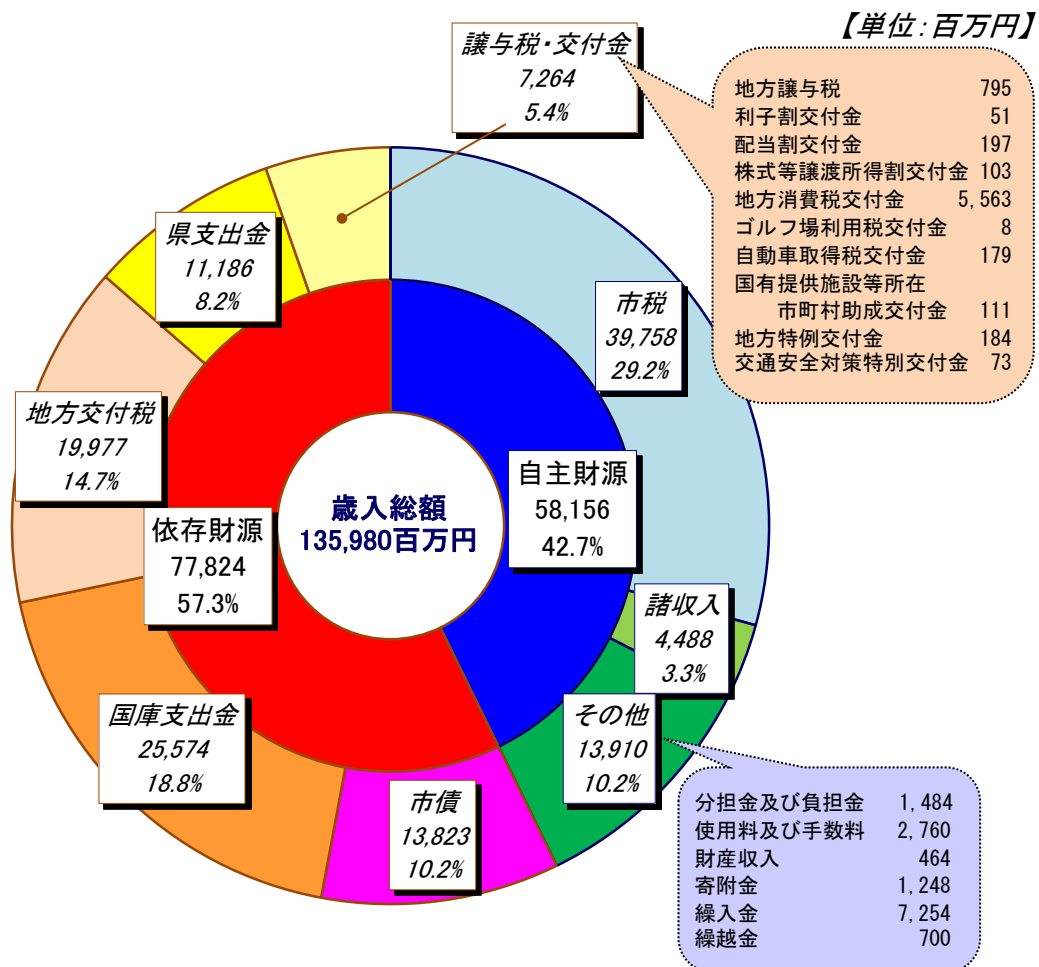 【単位:百万円】
譲与税・交付金
7,264
5.4%
地方譲与税 795
利子割交付金 51
配当割交付金 197
株式等譲渡所得割交付金 103
地方消費税交付金 5,563
ゴルフ場利用税交付金 8
自動車取得税交付金 179
国有提供施設等所在
市町村助成交付金 111
地方特例交付金 184
交通安全対策特別交付金 73
県支出金
11,186
8.2%
市税
39,758
29.2%
地方交付税
19,977
14.7%
自主財源
58,156
42.7%
歳入総額
135,980百万円
依存財源
77,824
57.3%
諸収入
4,488
3.3%
国庫支出金
25,574
18.8%
その他
13,910
10.2%
市債
13,823
10.2%
分担金及び負担金 1,484
使用料及び手数料 2,760
財産収入 464
寄附金 1,248
繰入金 7,254
繰越金 700